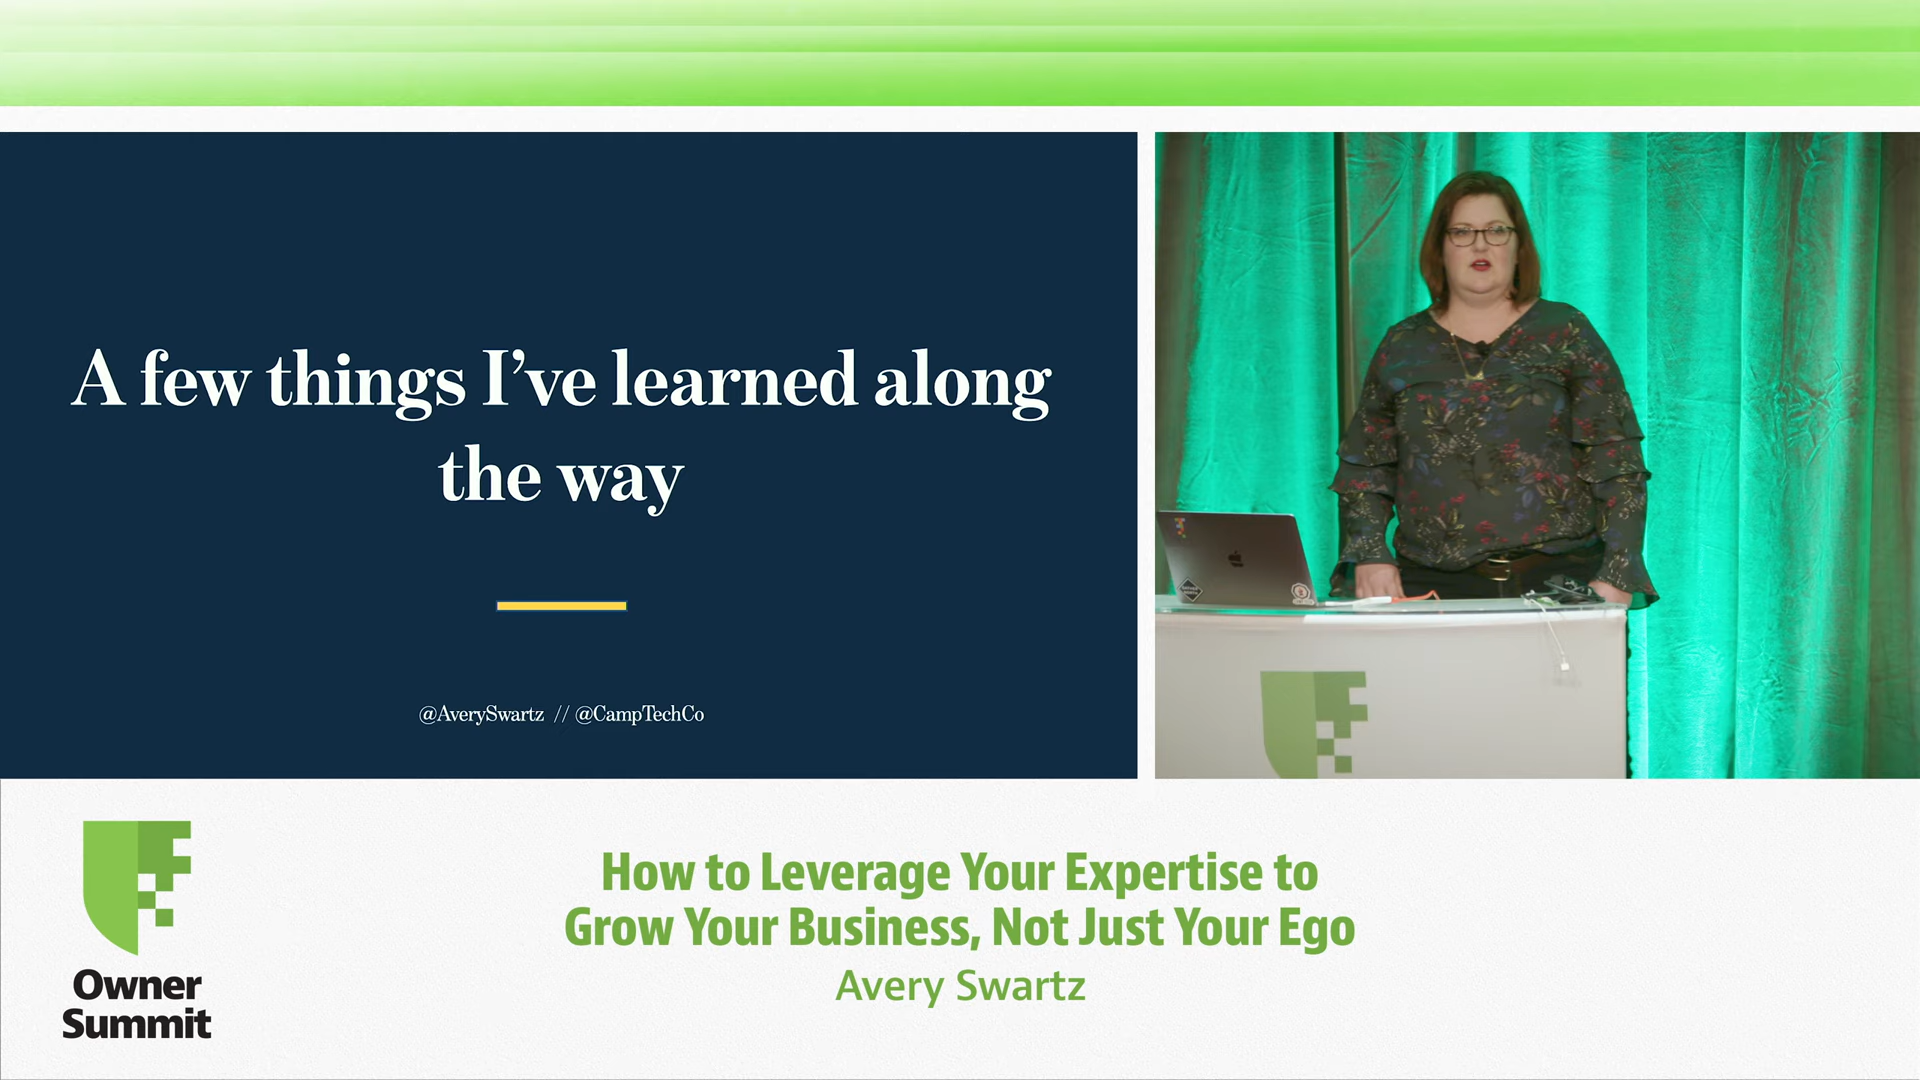 A few things I’ve learned along
the way
@AverySwartz // @CampTechCo
Owner
Summit
How to Leverage Your Expertise to
Grow Your Business, Not Just Your Ego
Avery Swartz